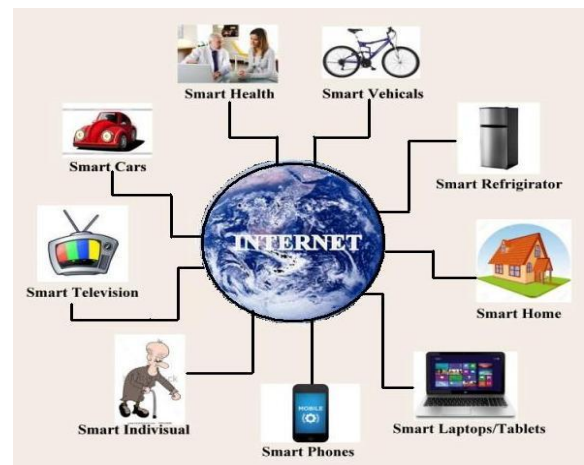 Smart Health
Smart Vehicals
Smart Cars
Smart Refrigirator
INTERNET
Smart Television
Smart Home
MOBILE
Smart Indivisual
Smart Phones
Smart Laptops/Tablets